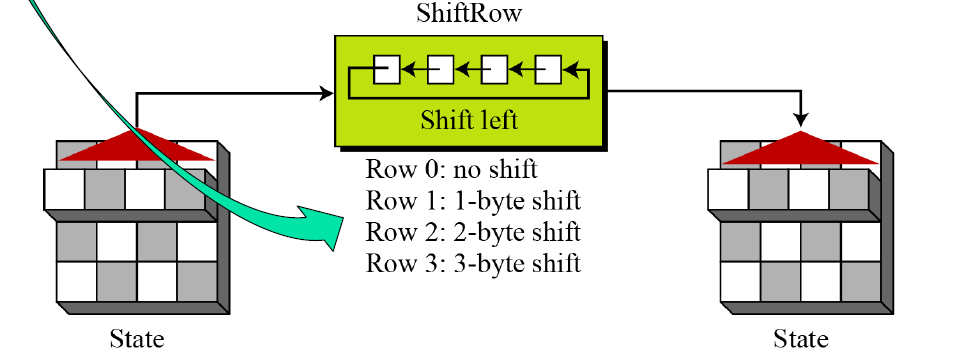 ShiftRow
Shift left
Row 0: no shift
Row 1: 1-byte shift
Row 2: 2-byte shift
Row 3: 3-byte shift
State
State